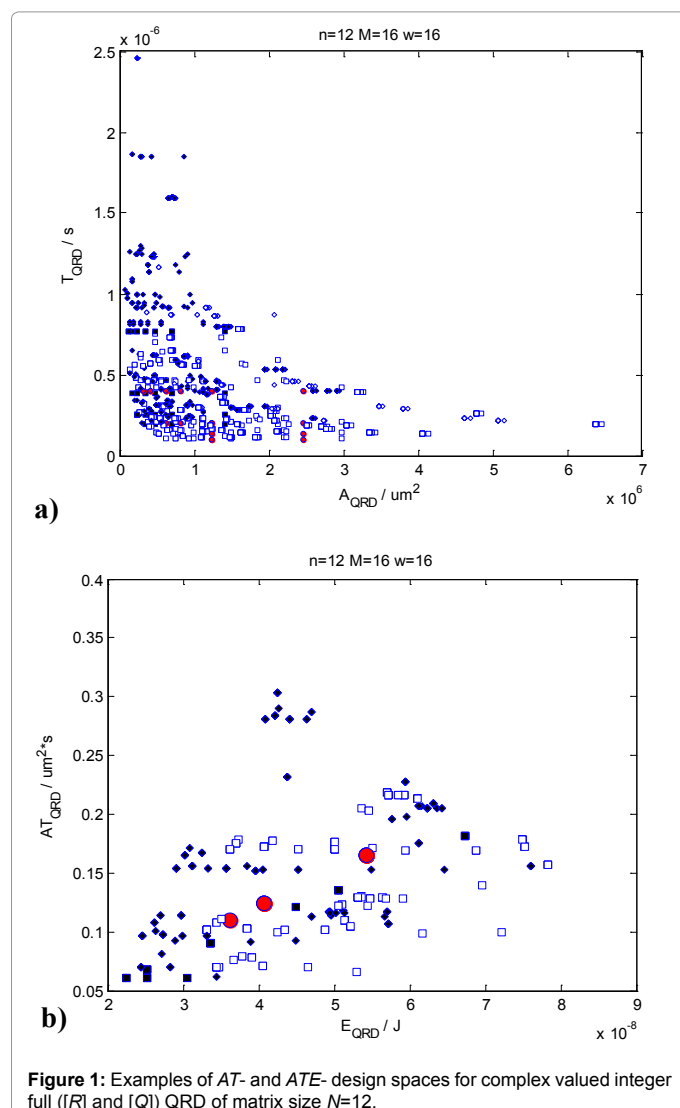 n=12 M=16 w=16
x 10^-6
2.5
2
1.5
1
0.5
0
T_QRD / s
0 1 2 3 4 5 6 7
A_QRD / um^2
x 10^6
a)
n=12 M=16 w=16
0.4
0.35
0.3
0.25
0.2
0.15
0.1
0.05
AT_QRD / um^2*s
2 3 4 5 6 7 8 9
E_QRD / J
x 10^-8
b)
Figure 1: Examples of AT- and ATE- design spaces for complex valued integer
full ([R] and [Q]) QRD of matrix size N=12.